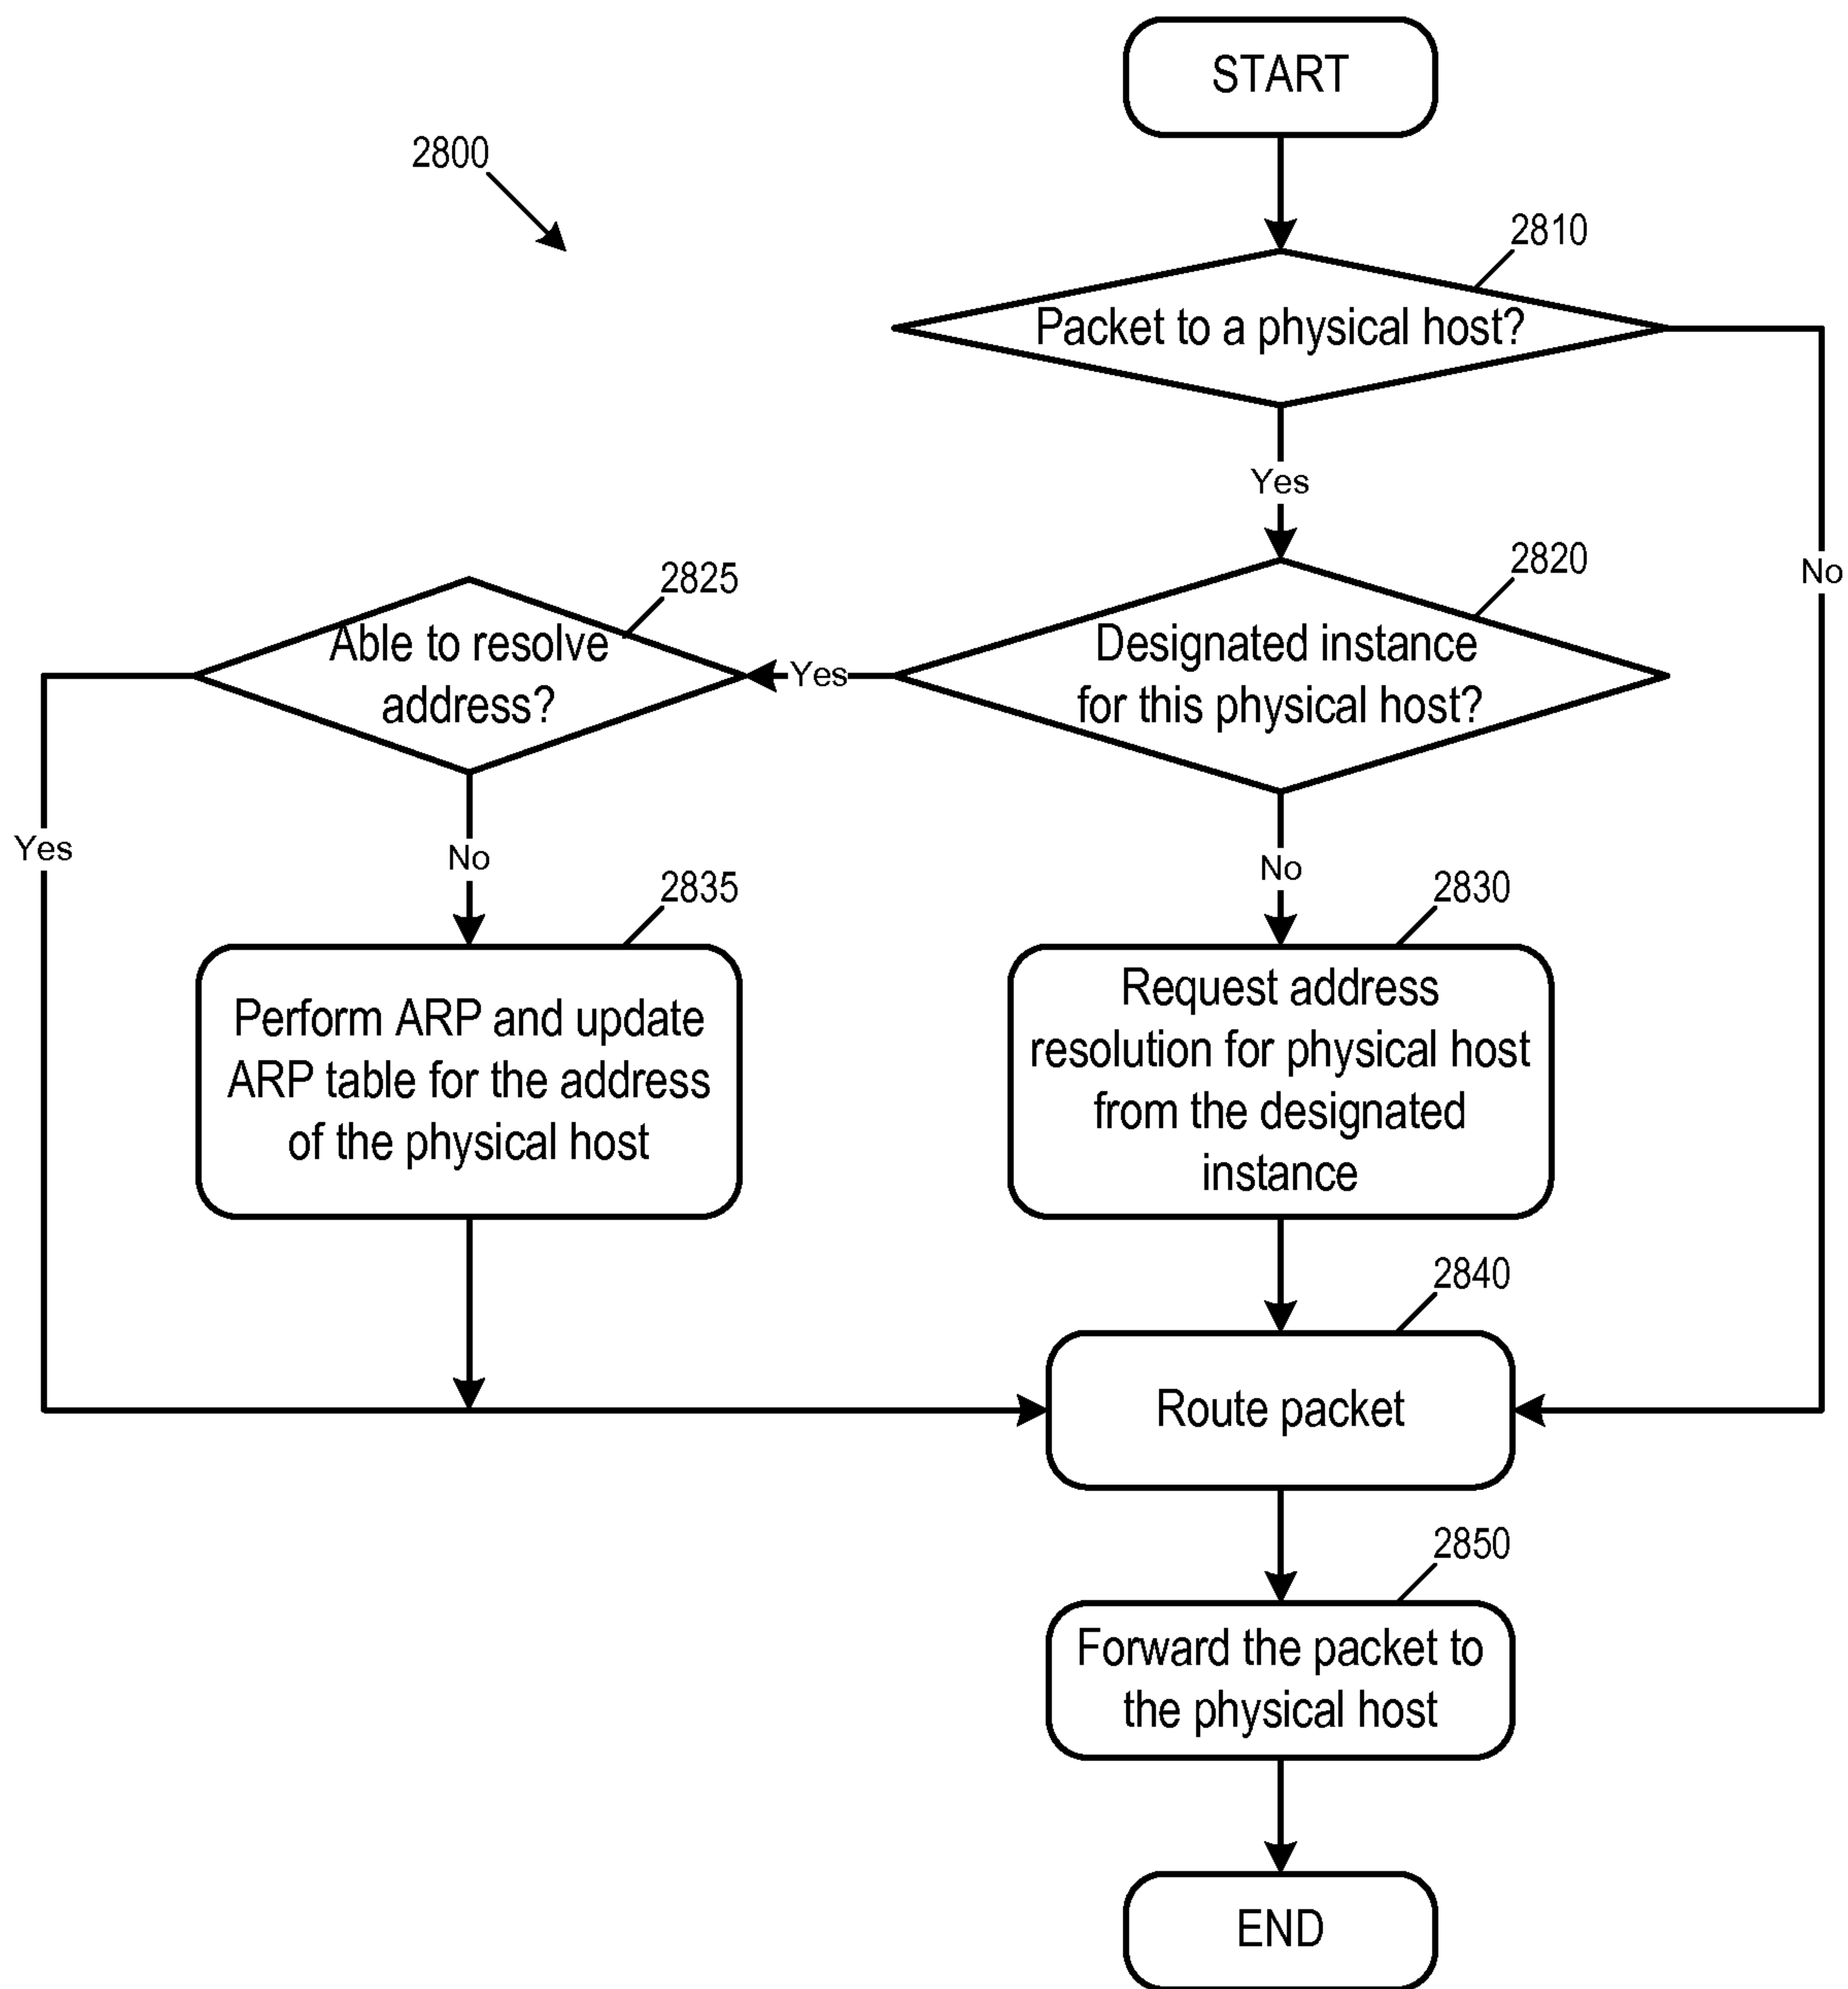 START
2800
2810
Packet to a physical host?
Yes
2820
No
2825
Able to resolve
address?
Yes
Designated instance
for this physical host?
Yes
No
No
2835
2830
Perform ARP and update
ARP table for the address
of the physical host
Request address
resolution for physical host
from the designated
instance
2840
Route packet
2850
Forward the packet to
the physical host
END